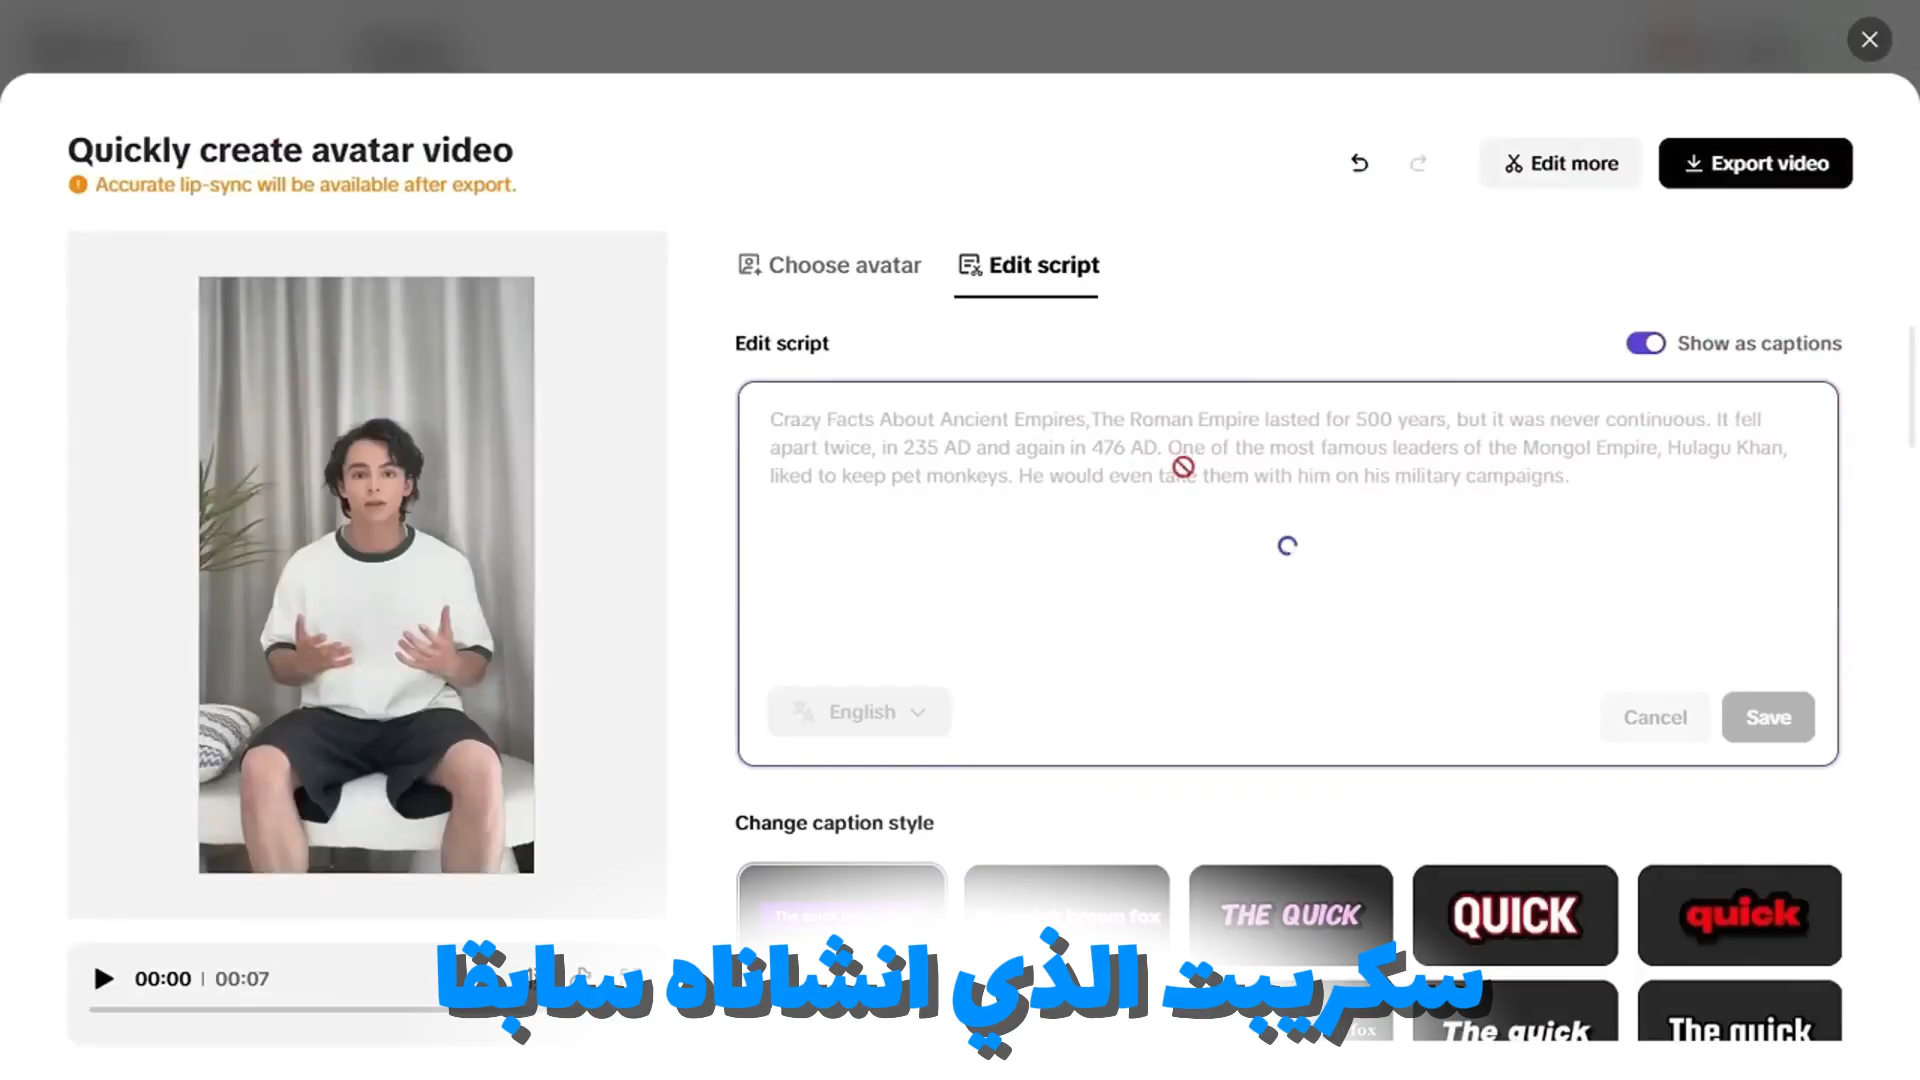 Quickly create avatar video
Accurate lip-sync will be available after export.
Edit more
Export video
Choose avatar
Edit script
Edit script
Show as captions
Crazy Facts About Ancient Empires,The Roman Empire lasted for 500 years, but it was never continuous. It fell
apart twice, in 235 AD and again in 476 AD. One of the most famous leaders of the Mongol Empire, Hulagu Khan,
liked to keep pet monkeys. He would even take them with him on his military campaigns.
English
Cancel
Save
Change caption style
brown fox
THE QUICK
QUICK
quick
00:00 | 00:07
سكريبت الذي انشاناه سابقا
fox
The quick
The quick